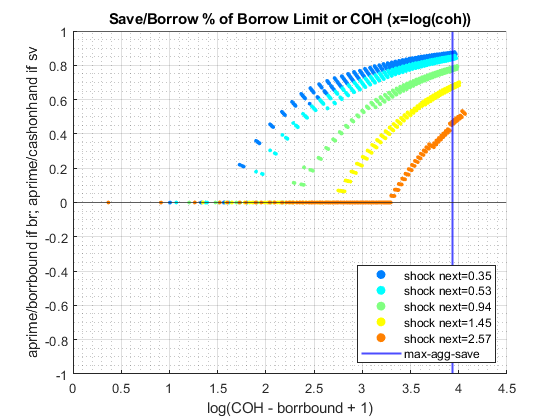 Save/Borrow % of Borrow Limit or COH (x=log(coh))
aprime/borrbound if br; aprime/cashonhand if sv
1
0.8
0.6
0.4
0.2
0
-0.2
-0.4
-0.6
-0.8
-1
shock next=0.35
shock next=0.53
shock next=0.94
shock next=1.45
shock next=2.57
max-agg-save
0 0.5 1 1.5 2 2.5 3 3.5 4 4.5
log(COH - borrbound + 1)